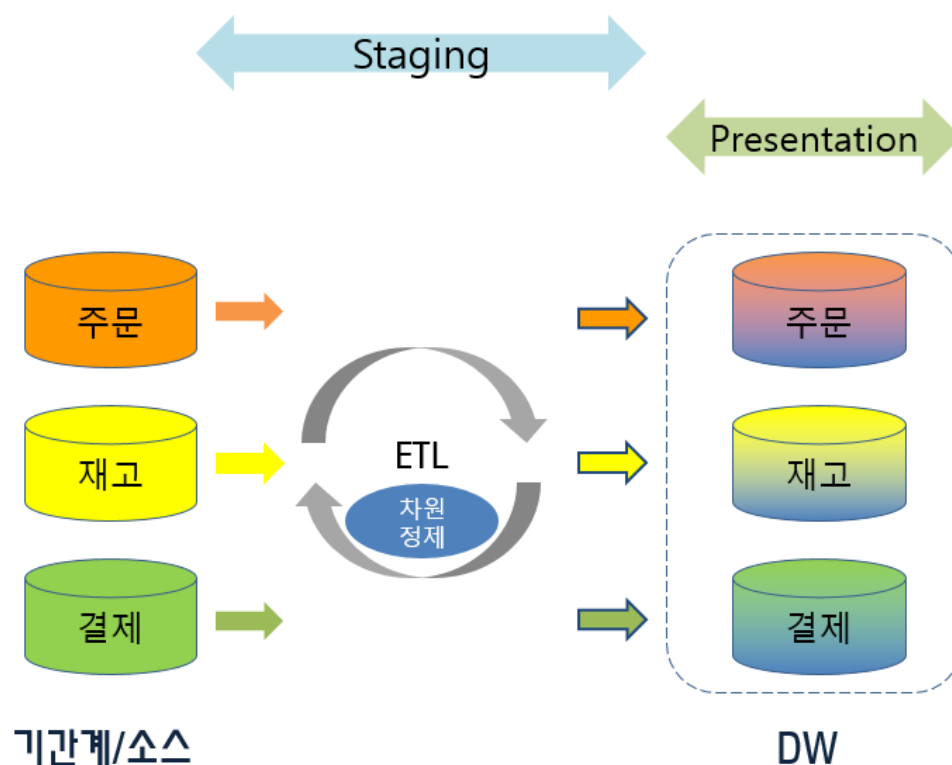 Staging
Presentation
주문
주문
재고
ETL
차원
정제
재고
결제
결제
기간계/소스
DW